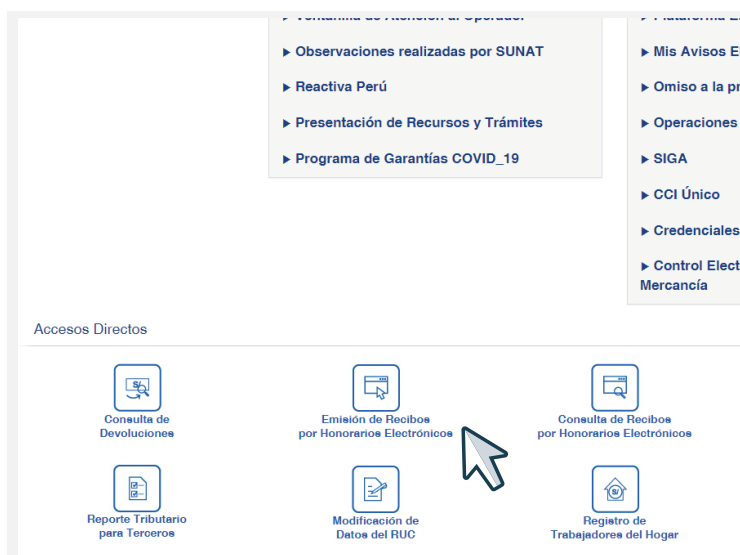 ▶ Observaciones realizadas por SUNAT
▶ Reactiva Perú
▶ Presentación de Recursos y Trámites
▶ Programa de Garantías COVID_19
▶ Mis Avisos E
▶ Omiso a la pr
▶ Operaciones
▶ SIGA
▶ CCI Único
▶ Credenciales
▶ Control Elect
Mercancía
Accesos Directos
S/
Consulta de
Devoluciones
Emisión de Recibos
por Honorarios Electrónicos
Consulta de Recibos
por Honorarios Electrónicos
Reporte Tributario
para Terceros
Modificación de
Datos del RUC
S/
Registro de
Trabajadores del Hogar